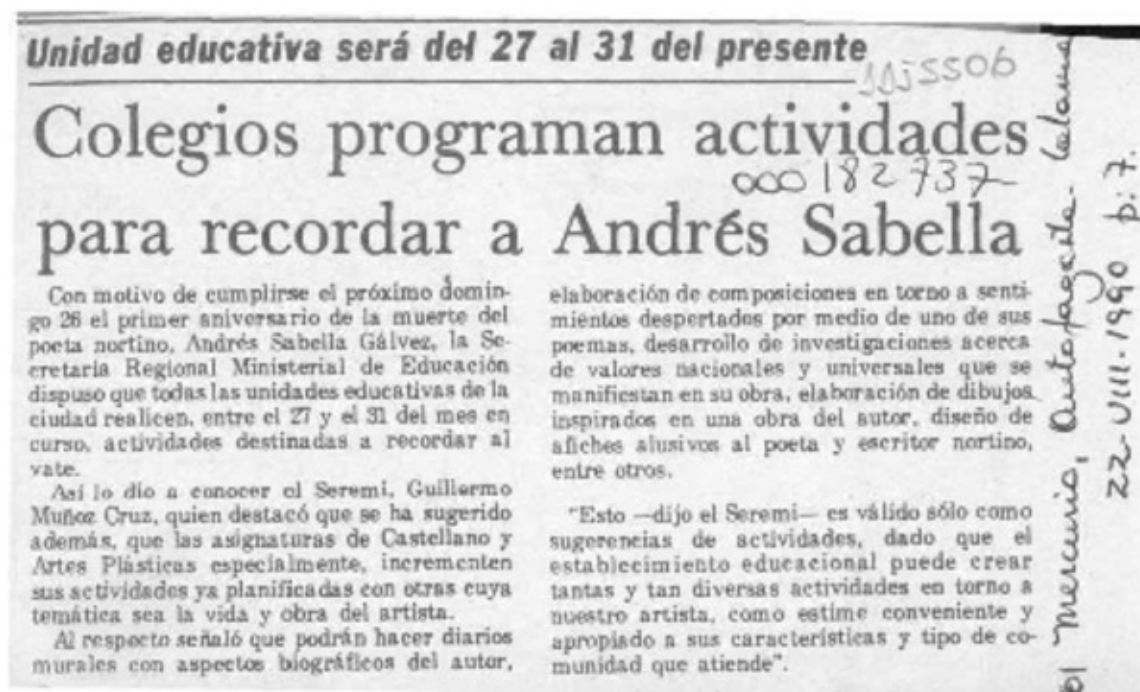 Unidad educativa será del 27 al 31 del presente
Colegios programan actividades
000182737
para recordar a Andrés Sabella
Con motivo de cumplirse el próximo domin-
go 26 el primer aniversario de la muerte del
poeta nortino, Andrés Sabella Gálvez, la Se-
cretaría Regional Ministerial de Educación
dispuso que todas las unidades educativas de la
ciudad realicen, entre el 27 y el 31 del mes en
curso, actividades destinadas a recordar al
vate.
Así lo dio a conocer el Seremi, Guillermo
Muñoz Cruz, quien destacó que se ha sugerido
además, que las asignaturas de Castellano y
Artes Plásticas especialmente, incrementen
sus actividades ya planificadas con otras cuya
temática sea la vida y obra del artista.
Al respecto señaló que podrán hacer diarios
murales con aspectos biográficos del autor,
elaboración de composiciones en torno a senti-
mientos despertados por medio de uno de sus
poemas, desarrollo de investigaciones acerca
de valores nacionales y universales que se
manifiestan en su obra, elaboración de dibujos
inspirados en una obra del autor, diseño de
afiches alusivos al poeta y escritor nortino,
entre otros.
"Esto —dijo el Seremi— es válido sólo como
sugerencias de actividades, dado que el
establecimiento educacional puede crear
tantas y tan diversas actividades en torno a
nuestro artista, como estime conveniente y
apropiado a sus características y tipo de co-
munidad que atiende".
El Mercurio, Antofagasta-
22-VIII-1990 p. 7.